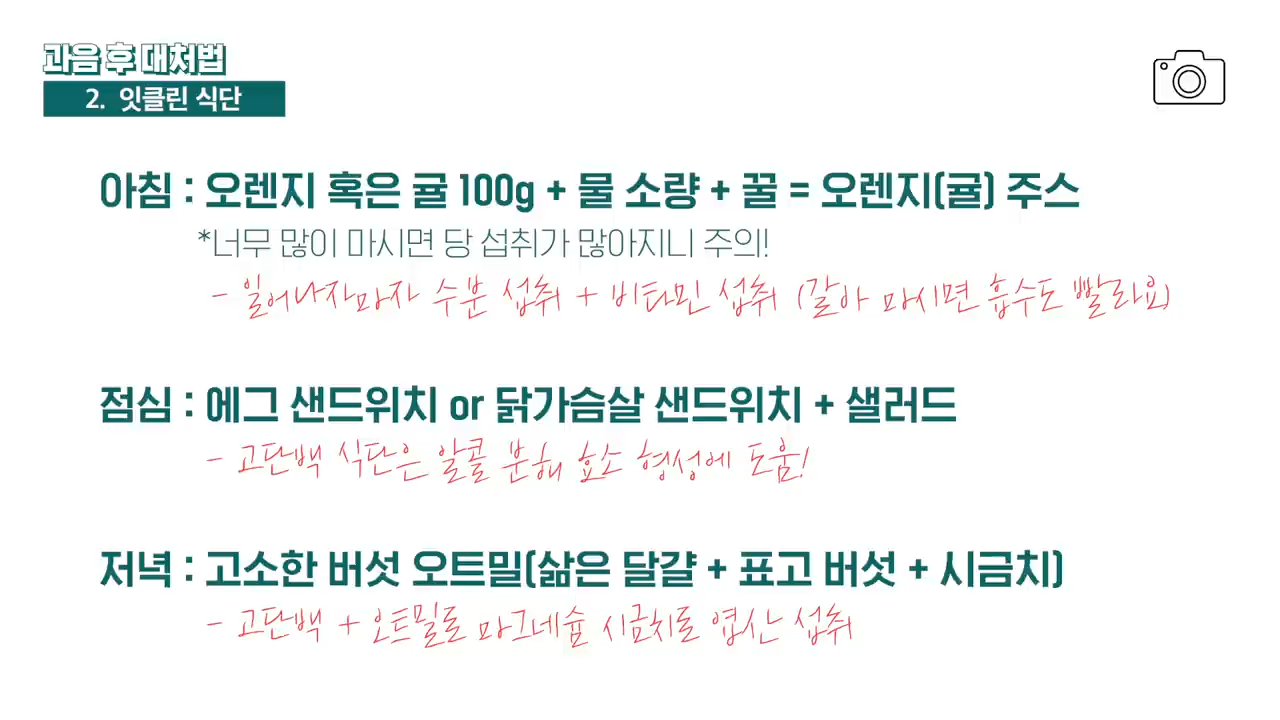 과음 후 대처법
2. 잇클린 식단
아침 : 오렌지 혹은 귤 100g + 물 소량 + 꿀 = 오렌지(귤) 주스
*너무 많이 마시면 당 섭취가 많아지니 주의!
- 일어나자마자 수분 섭취 + 비타민 섭취 (갈아 마시면 흡수도 빨라요)
점심 : 에그 샌드위치 or 닭가슴살 샌드위치 + 샐러드
- 고단백 식단은 알콜 분해 효소 형성에 도움!
저녁 : 고소한 버섯 오트밀(삶은 달걀 + 표고 버섯 + 시금치)
- 고단백 + 오트밀로 마그네슘 시금치로 엽산 섭취